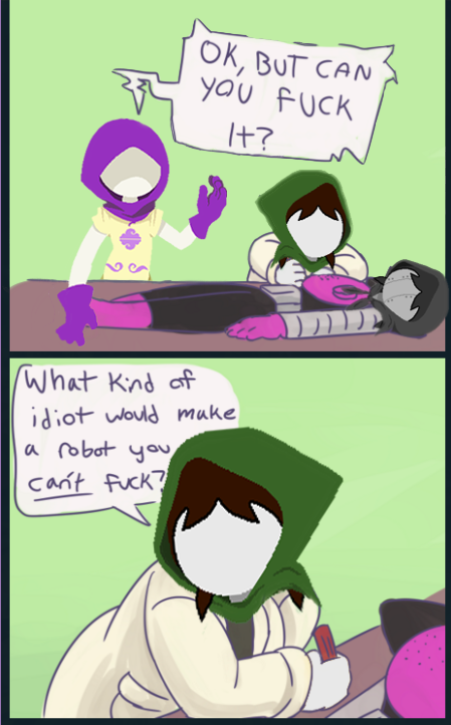 OK, BUT CAN
YOU FUCK
It?
What kind of
idiot would make
a robot you
can't fuck?